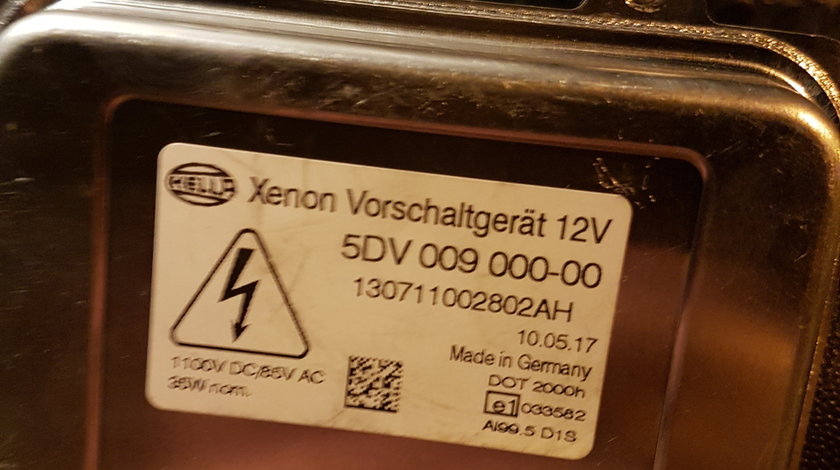 HELLA Xenon Vorschaltgerät 12V
5DV 009 000-00
130711002802AH
10.05.17
Made in Germany
1100V DC/85V AC
35W nom.
DOT 2000h
e1 033582
Al99.5 D1S